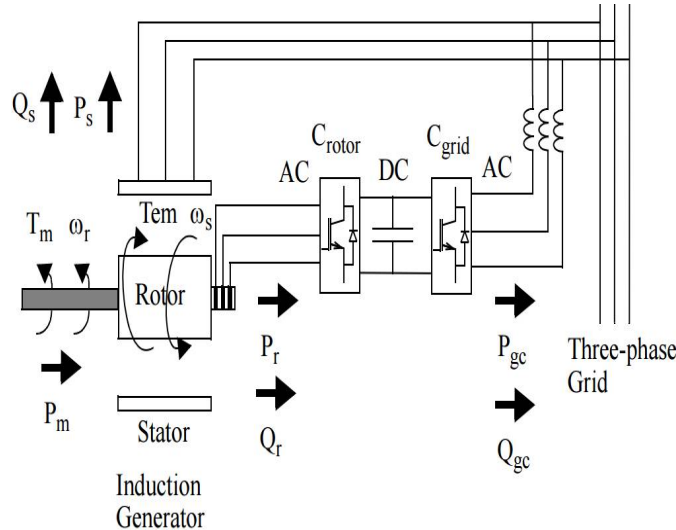 Qs Ps
Crotor
Cgrid
AC
DC
AC
Tem ωs
Tm ωr
Rotor
Pm
Pr
Qr
Pgc
Qgc
Three-phase
Grid
Stator
Induction
Generator